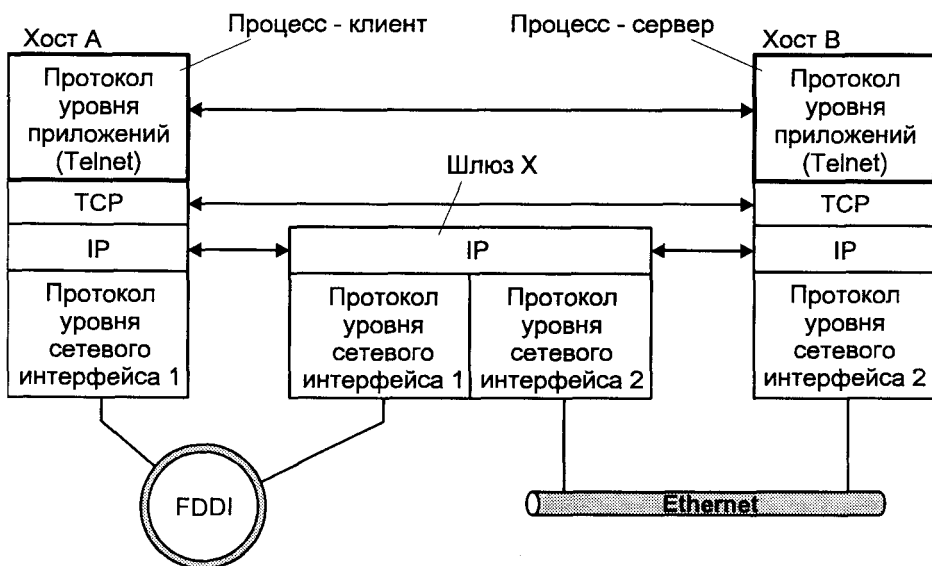 Процесс - клиент
Процесс - сервер
Хост A
Хост B
Протокол
уровня
приложений
(Telnet)
Протокол
уровня
приложений
(Telnet)
Шлюз X
TCP
TCP
IP
IP
IP
Протокол
уровня
сетевого
интерфейса 1
Протокол
уровня
сетевого
интерфейса 1
Протокол
уровня
сетевого
интерфейса 2
Протокол
уровня
сетевого
интерфейса 2
FDDI
Ethernet